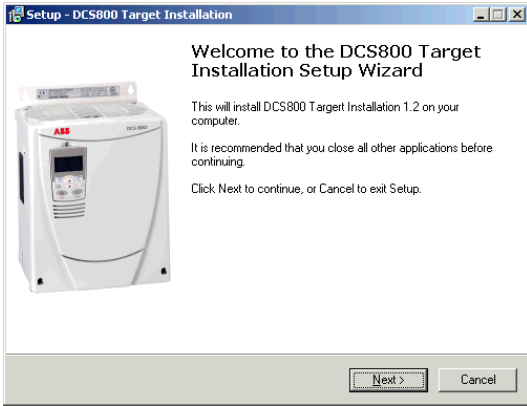 Setup - DCS800 Target Installation
Welcome to the DCS800 Target
Installation Setup Wizard
This will install DCS800 Targert Installation 1.2 on your
computer.
It is recommended that you close all other applications before
continuing.
Click Next to continue, or Cancel to exit Setup.
ABB
DCS 800
Next >
Cancel